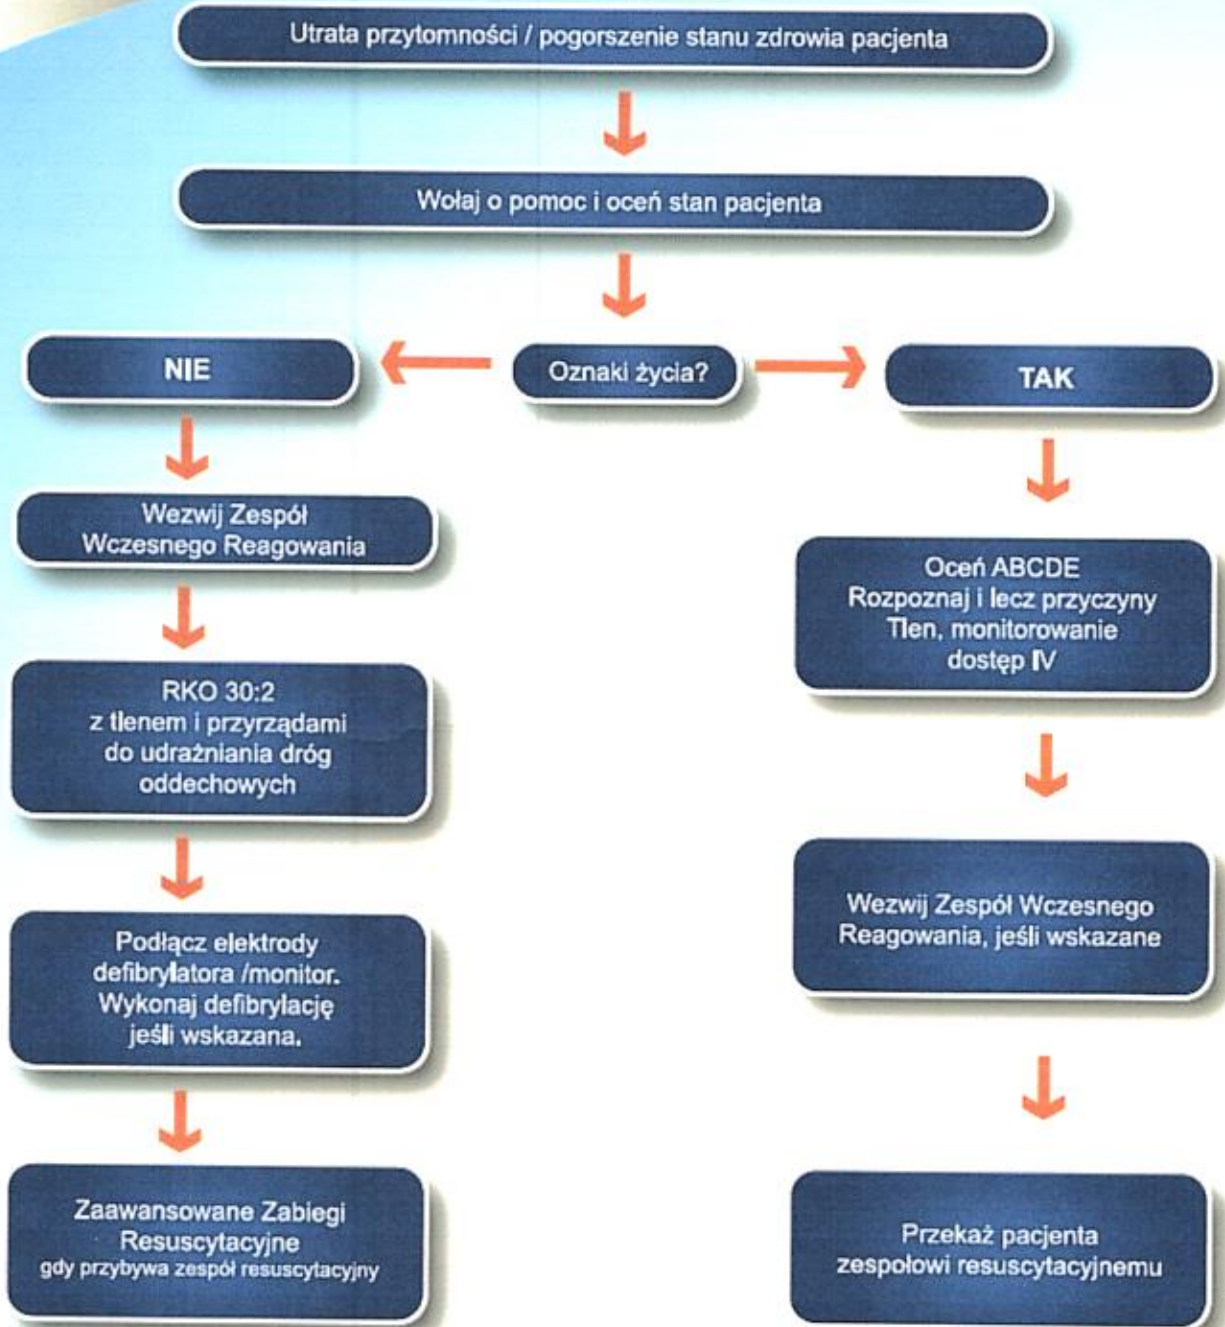 Utrata przytomności / pogorszenie stanu zdrowia pacjenta
Wołaj o pomoc i oceń stan pacjenta
Oznaki życia?
NIE
Wezwij Zespół
Wczesnego Reagowania
RKO 30:2
z tlenem i przyrządami
do udrażniania dróg
oddechowych
Podłącz elektrody
defibrylatora /monitor.
Wykonaj defibrylację
jeśli wskazana.
Zaawansowane Zabiegi
Resuscytacyjne
gdy przybywa zespół resuscytacyjny
TAK
Oceń ABCDE
Rozpoznaj i lecz przyczyny
Tlen, monitorowanie
dostęp IV
Wezwij Zespół Wczesnego
Reagowania, jeśli wskazane
Przekaż pacjenta
zespołowi resuscytacyjnemu